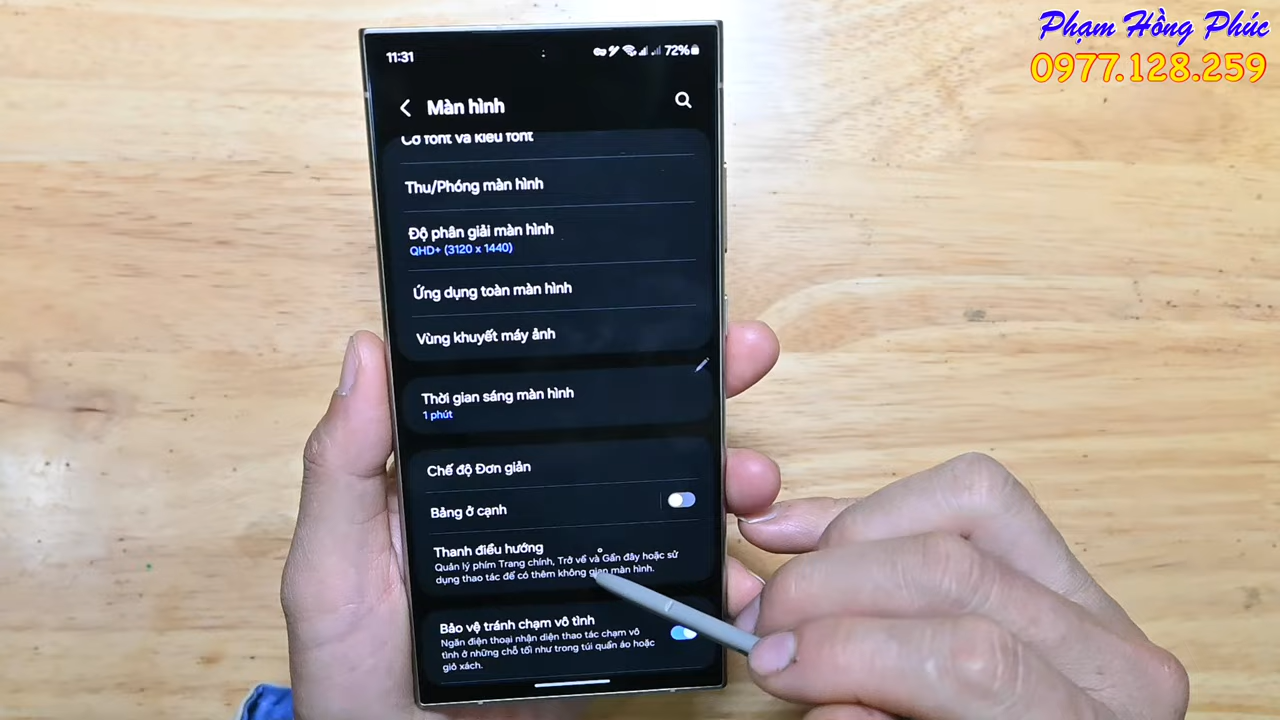 Phạm Hồng Phúc
0977.128.259
11:31
72%
Màn hình
Cỡ font và kiểu font
Thu/Phóng màn hình
Độ phân giải màn hình
QHD+ (3120 x 1440)
Ứng dụng toàn màn hình
Vùng khuyết máy ảnh
Thời gian sáng màn hình
1 phút
Chế độ Đơn giản
Bảng ở cạnh
Thanh điều hướng
Quản lý phím Trang chính, Trở về và Gần đây hoặc sử
dụng thao tác để có thêm không gian màn hình.
Bảo vệ tránh chạm vô tình
Ngăn điện thoại nhận diện thao tác chạm vô
tình ở những chỗ tối như trong túi quần áo hoặc
giỏ xách.